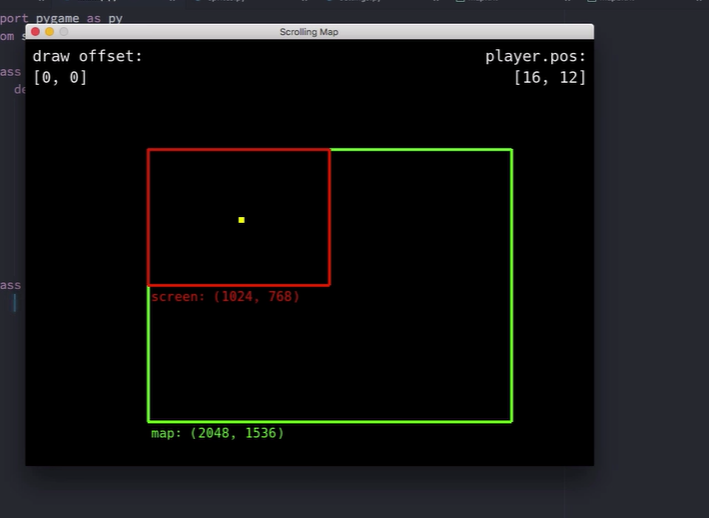 port pygame as py
om s
Scrolling Map
ass
de
draw offset:
[0, 0]
player.pos:
[16, 12]
screen: (1024, 768)
ass
map: (2048, 1536)